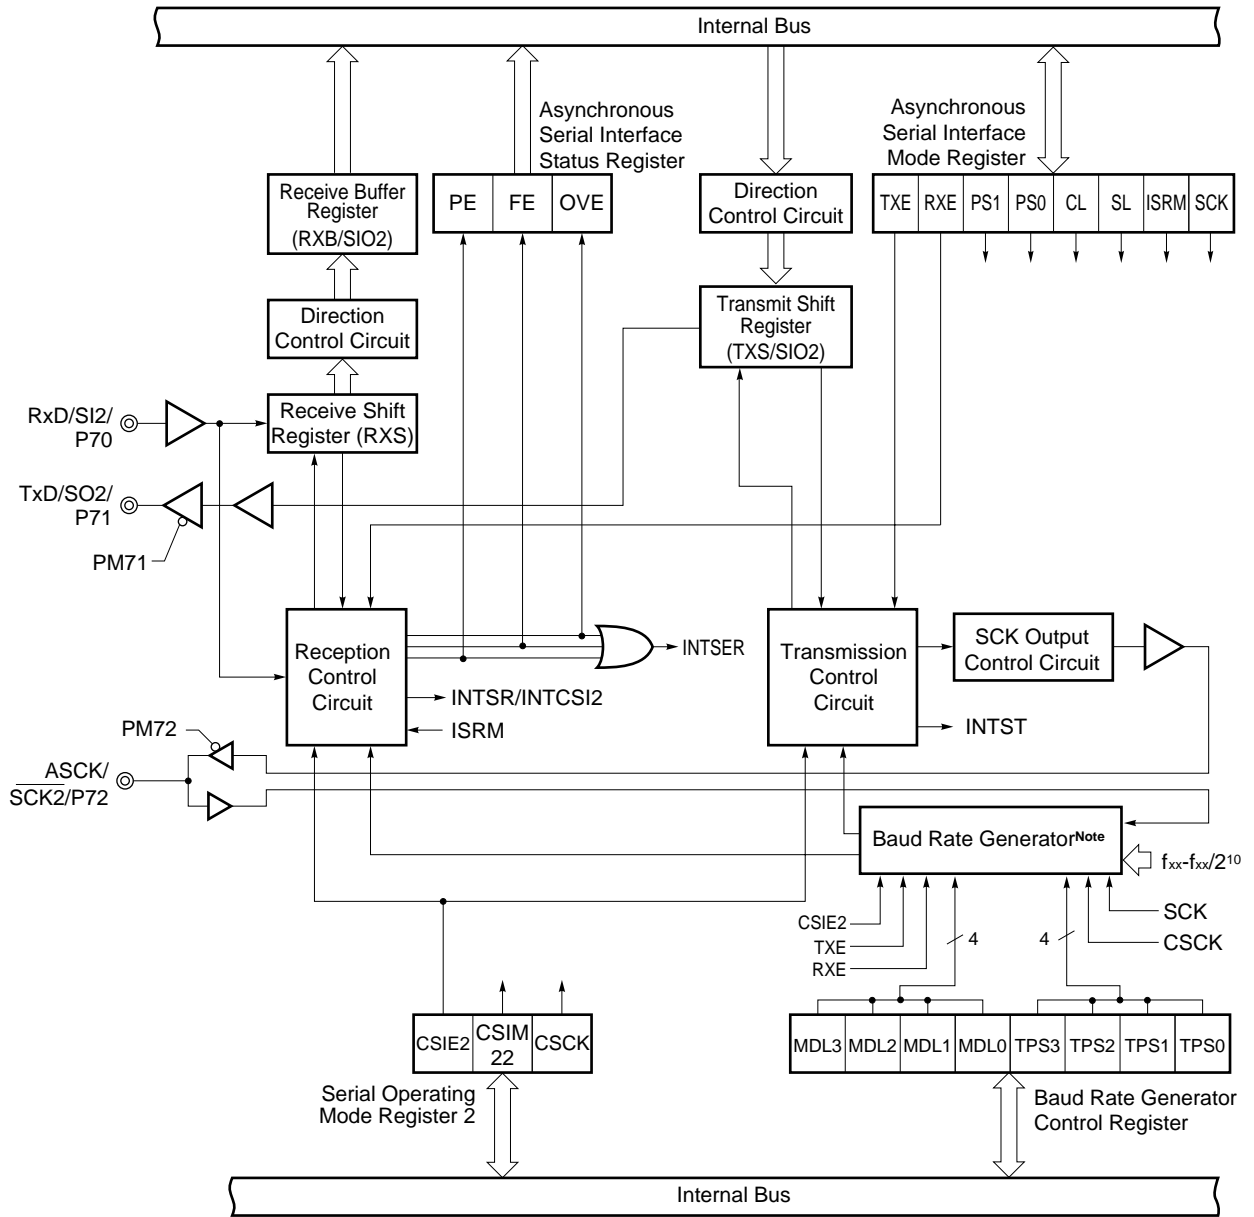 Internal Bus
Asynchronous
Serial Interface
Status Register
Asynchronous
Serial Interface
Mode Register
Receive Buffer
Register
(RXB/SIO2)
PE FE OVE
Direction
Control Circuit
TXE RXE PS1 PS0 CL SL ISRM SCK
Direction
Control Circuit
Transmit Shift
Register
(TXS/SIO2)
RxD/SI2/
P70
Receive Shift
Register (RXS)
TxD/SO2/
P71
PM71
Reception
Control
Circuit
INTSER
INTSR/INTCSI2
ISRM
Transmission
Control
Circuit
SCK Output
Control Circuit
INTST
PM72
ASCK/
SCK2/P72
Baud Rate Generator Note
fxx-fxx/2^10
CSIE2
TXE
RXE
4
4
SCK
CSCK
CSIE2 CSIM 22 CSCK
MDL3 MDL2 MDL1 MDL0 TPS3 TPS2 TPS1 TPS0
Serial Operating
Mode Register 2
Baud Rate Generator
Control Register
Internal Bus